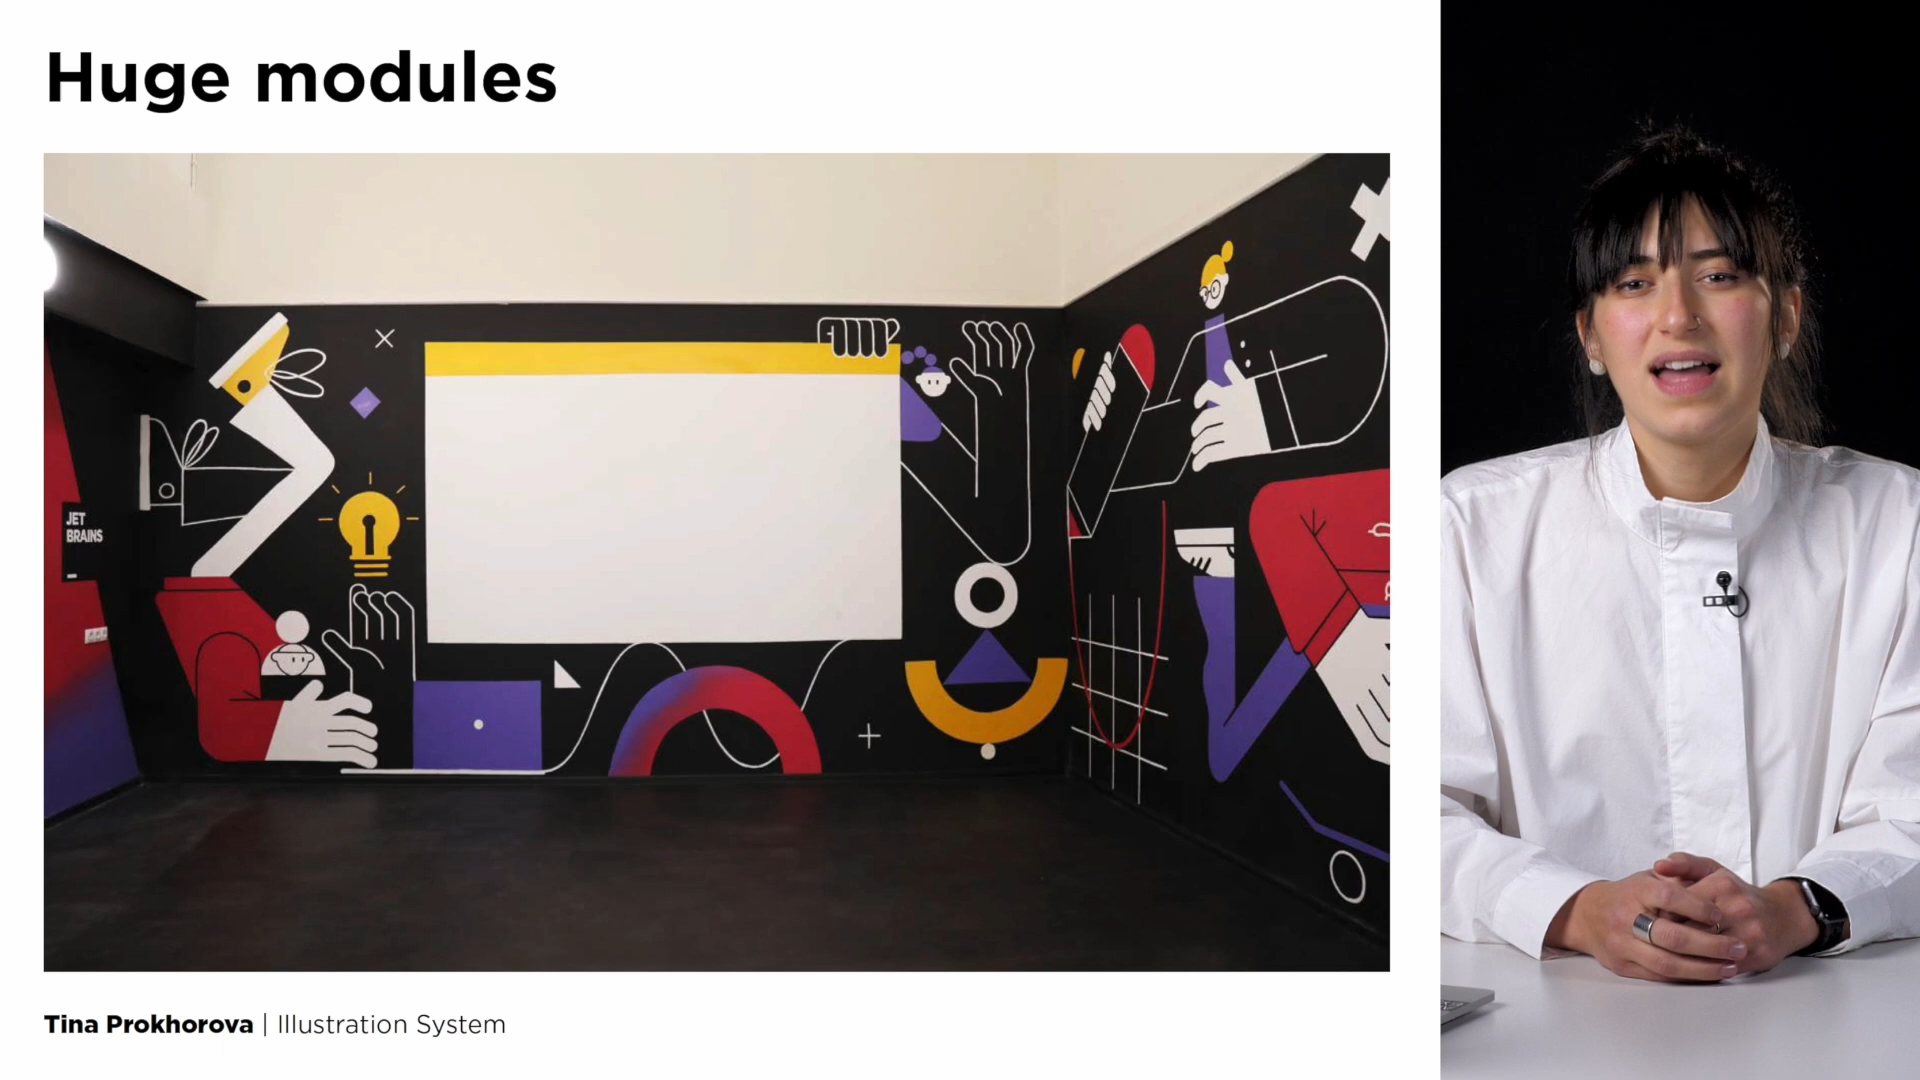 Huge modules
JET
BRAINS
Tina Prokhorova | Illustration System